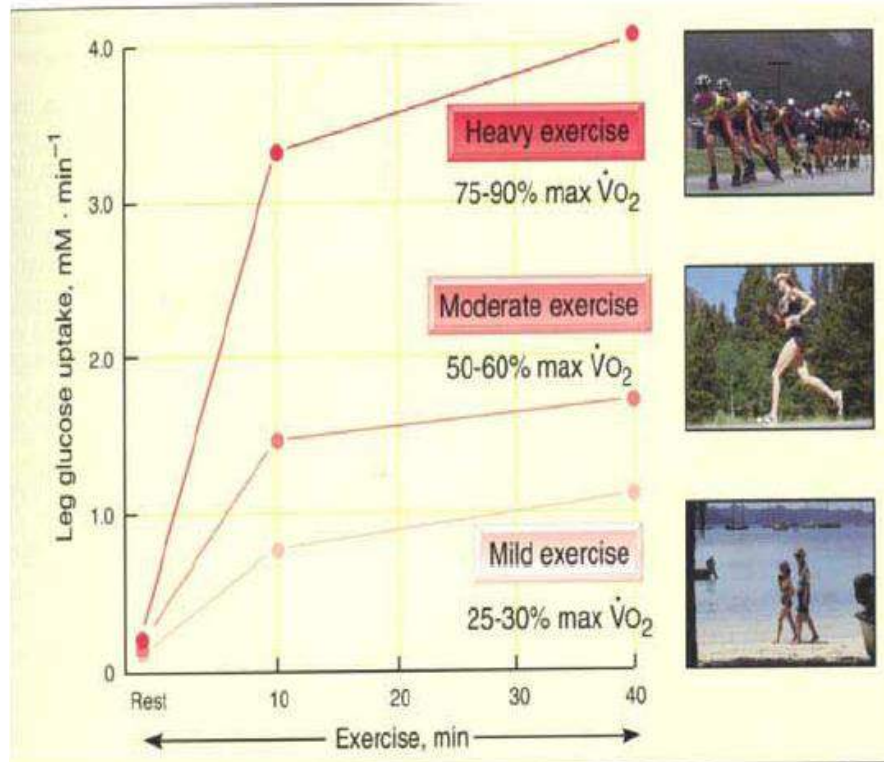 4.0
3.0
2.0
1.0
0
Leg glucose uptake, mM · min⁻¹
Heavy exercise
75-90% max V̇O₂
Moderate exercise
50-60% max V̇O₂
Mild exercise
25-30% max V̇O₂
Rest 10 20 30 40
Exercise, min